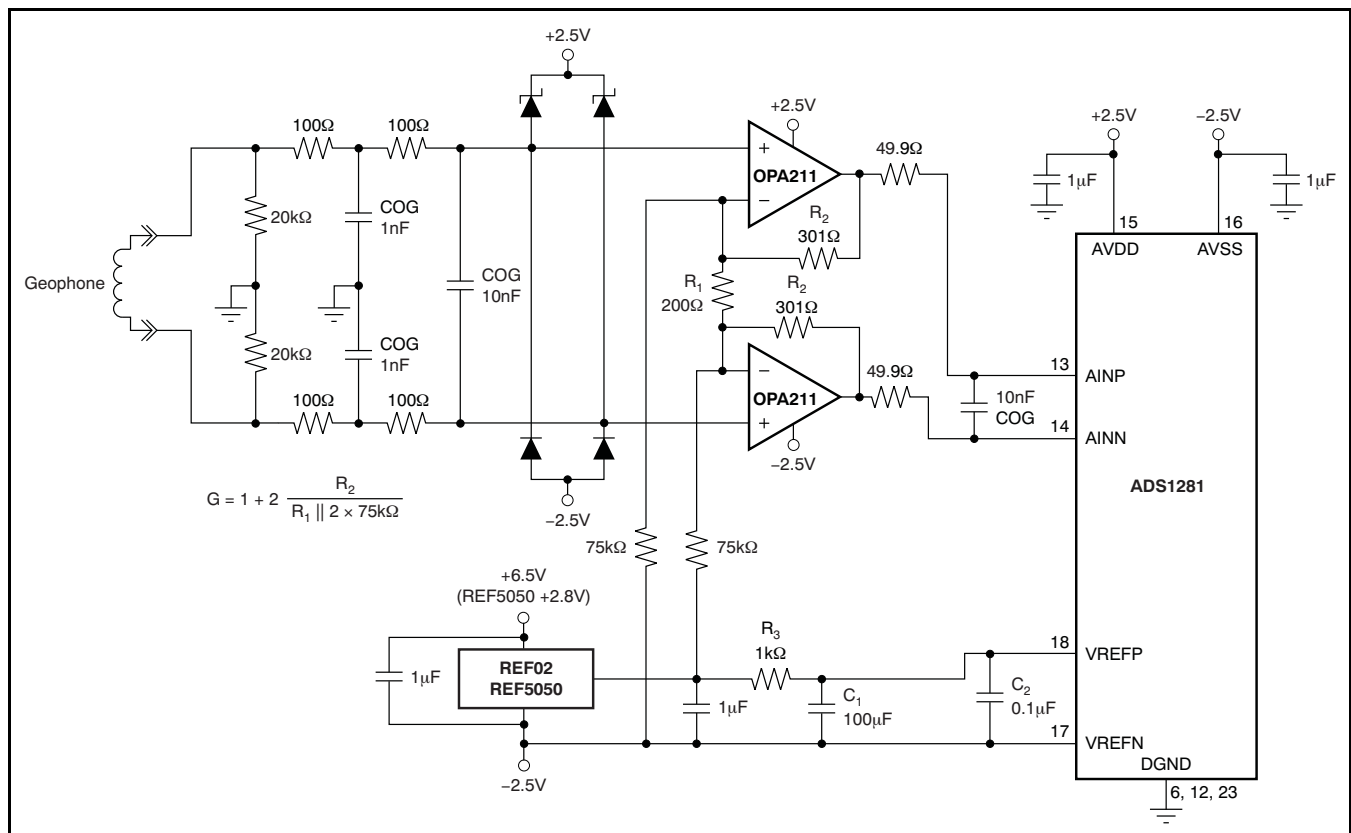 +2.5V
+2.5V
+2.5V
−2.5V
100Ω
100Ω
49.9Ω
+
OPA211
−
1µF
1µF
COG
1nF
20kΩ
R2
301Ω
15
16
AVDD
AVSS
Geophone
COG
10nF
R1
200Ω
R2
301Ω
20kΩ
COG
1nF
−
OPA211
+
49.9Ω
13
AINP
10nF
COG
14
AINN
100Ω
100Ω
−2.5V
ADS1281
G = 1 + 2 R2
R1 || 2 × 75kΩ
−2.5V
75kΩ
75kΩ
+6.5V
(REF5050 +2.8V)
R3
1kΩ
18
VREFP
1µF
REF02
REF5050
1µF
C1
100µF
C2
0.1µF
17
VREFN
DGND
−2.5V
6, 12, 23